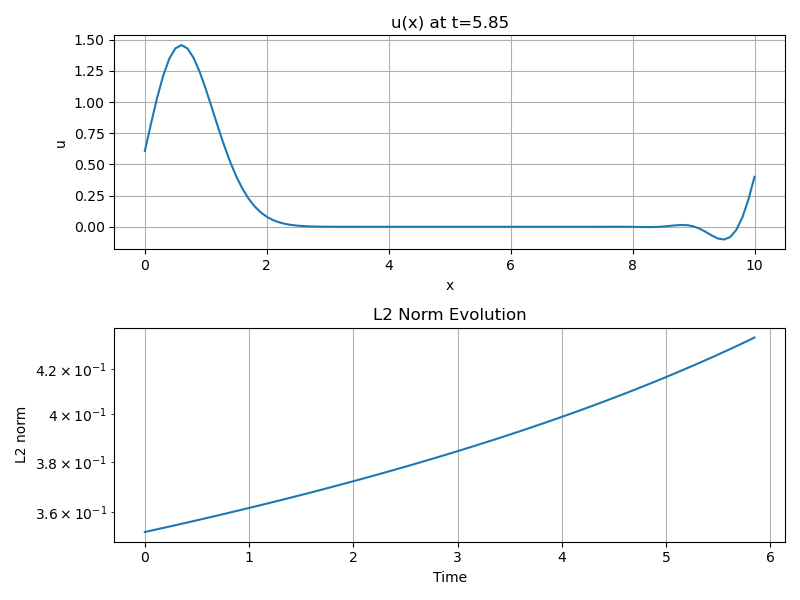 u(x) at t=5.85
u
1.50
1.25
1.00
0.75
0.50
0.25
0.00
0 2 4 6 8 10
x
L2 Norm Evolution
L2 norm
4.2 × 10⁻¹
4 × 10⁻¹
3.8 × 10⁻¹
3.6 × 10⁻¹
0 1 2 3 4 5 6
Time